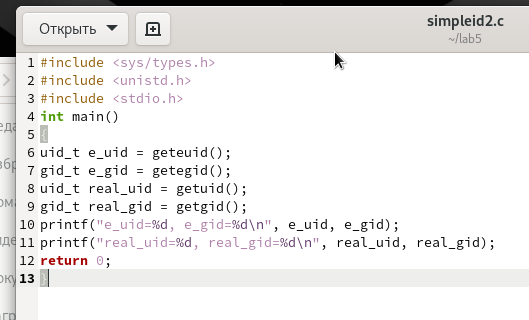 Открыть
simpleid2.c
~/lab5
1 #include <sys/types.h>
2 #include <unistd.h>
3 #include <stdio.h>
4 int main()
5 {
6 uid_t e_uid = geteuid();
7 gid_t e_gid = getegid();
8 uid_t real_uid = getuid();
9 gid_t real_gid = getgid();
10 printf("e_uid=%d, e_gid=%d\n", e_uid, e_gid);
11 printf("real_uid=%d, real_gid=%d\n", real_uid, real_gid);
12 return 0;
13 }